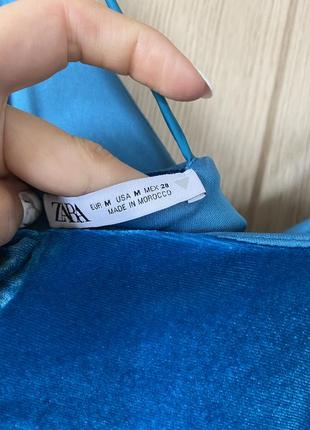 ZARA
EUR M USA M MEX 28
MADE IN MOROCCO